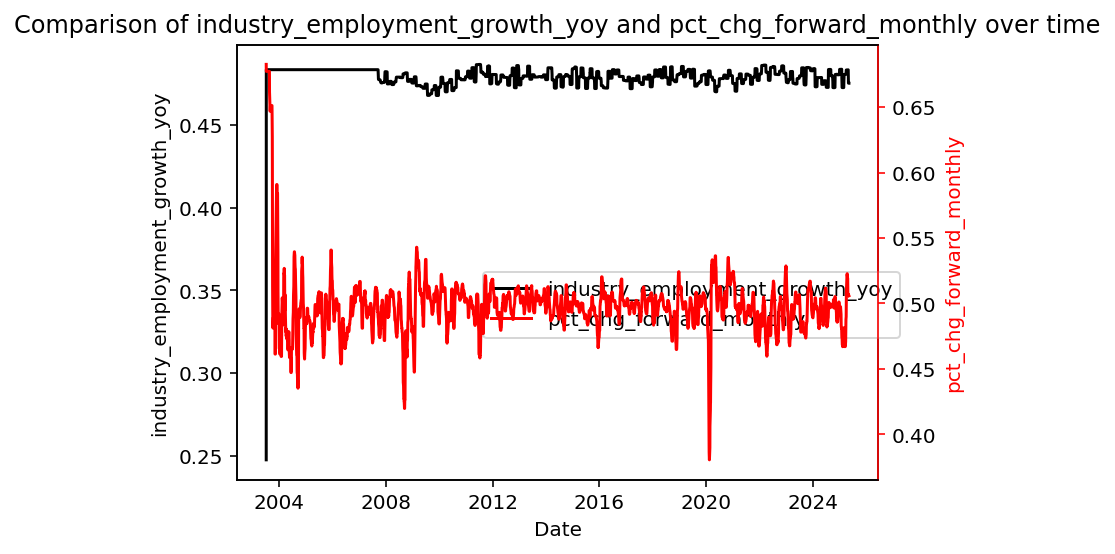 Comparison of industry_employment_growth_yoy and pct_chg_forward_monthly over time
industry_employment_growth_yoy
0.45
0.40
0.35
0.30
0.25
industry_employment_growth_yoy
pct_chg_forward_monthly
0.65
0.60
0.55
0.50
0.45
0.40
pct_chg_forward_monthly
2004 2008 2012 2016 2020 2024
Date